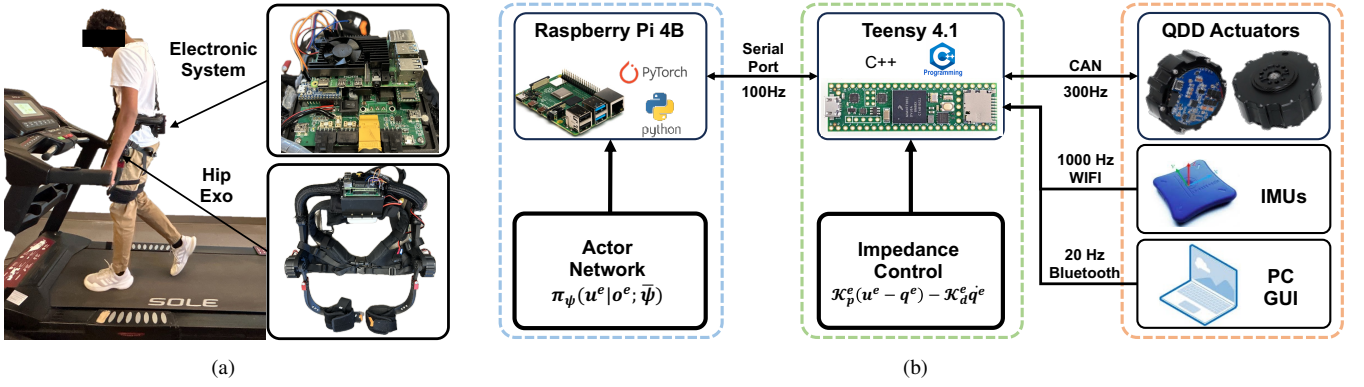 Electronic
System
Hip
Exo
SOLE
(a)
Raspberry Pi 4B
PyTorch
python
Actor
Network
π_ψ(u^e|o^e; ψ̅)
Serial
Port
100Hz
Teensy 4.1
C++
C++
Programming
Impedance
Control
𝒦_p^e(u^e − q^e) − 𝒦_d^e q̇^e
CAN
300Hz
1000 Hz
WIFI
20 Hz
Bluetooth
QDD Actuators
IMUs
PC
GUI
(b)